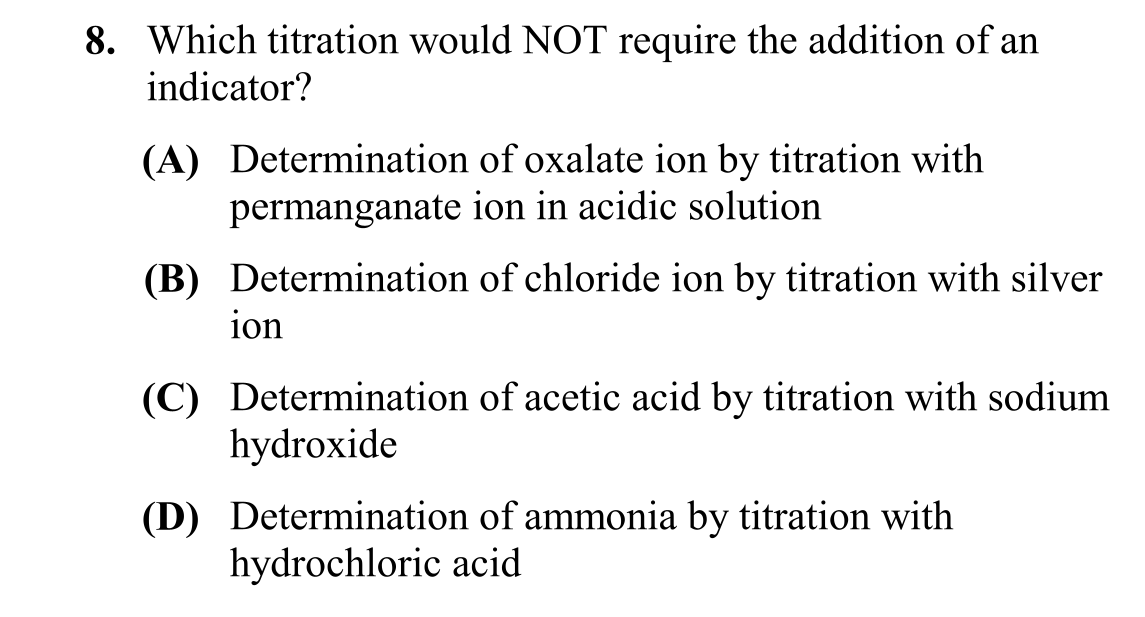 8. Which titration would NOT require the addition of an
indicator?
(A) Determination of oxalate ion by titration with
permanganate ion in acidic solution
(B) Determination of chloride ion by titration with silver
ion
(C) Determination of acetic acid by titration with sodium
hydroxide
(D) Determination of ammonia by titration with
hydrochloric acid